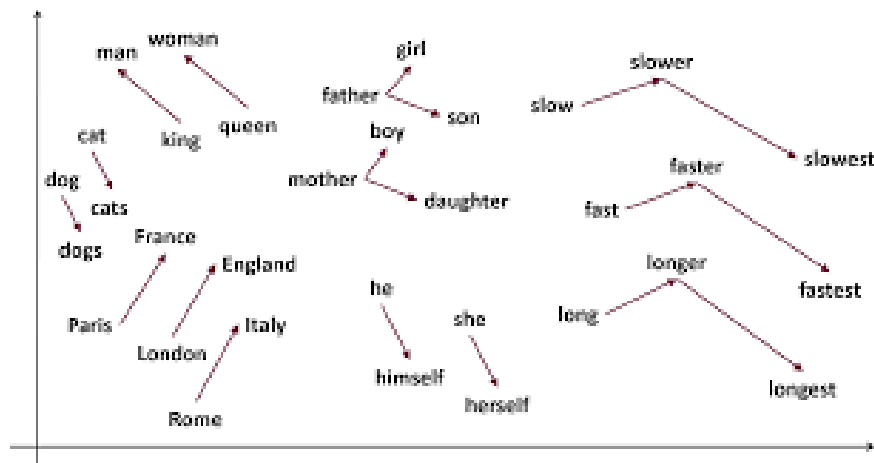 man
woman
king
queen
cat
dog
cats
dogs
France
England
Paris
Italy
London
Rome
girl
father
son
boy
mother
daughter
he
she
himself
herself
slower
slow
slowest
faster
fast
fastest
longer
long
longest